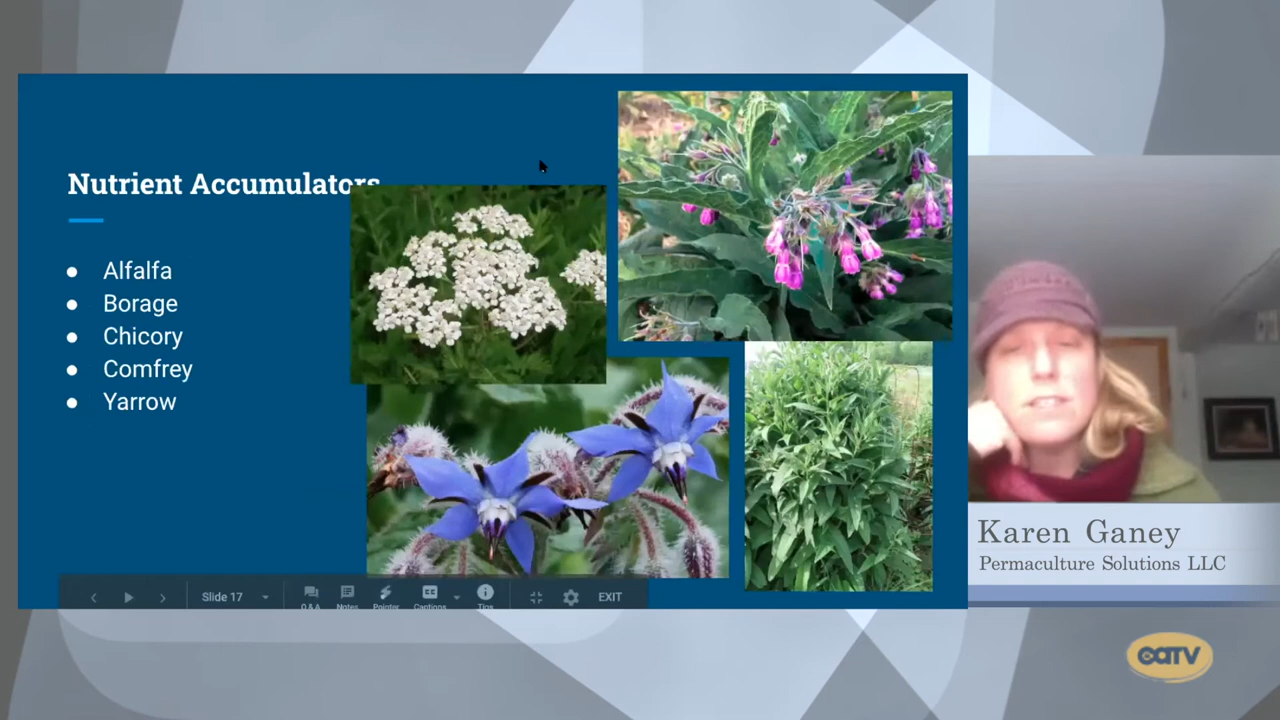 Nutrient Accumulators
Alfalfa
Borage
Chicory
Comfrey
Yarrow
Slide 17
Q & A
Notes
Pointer
Captions
Tips
EXIT
Karen Ganey
Permaculture Solutions LLC
CATV